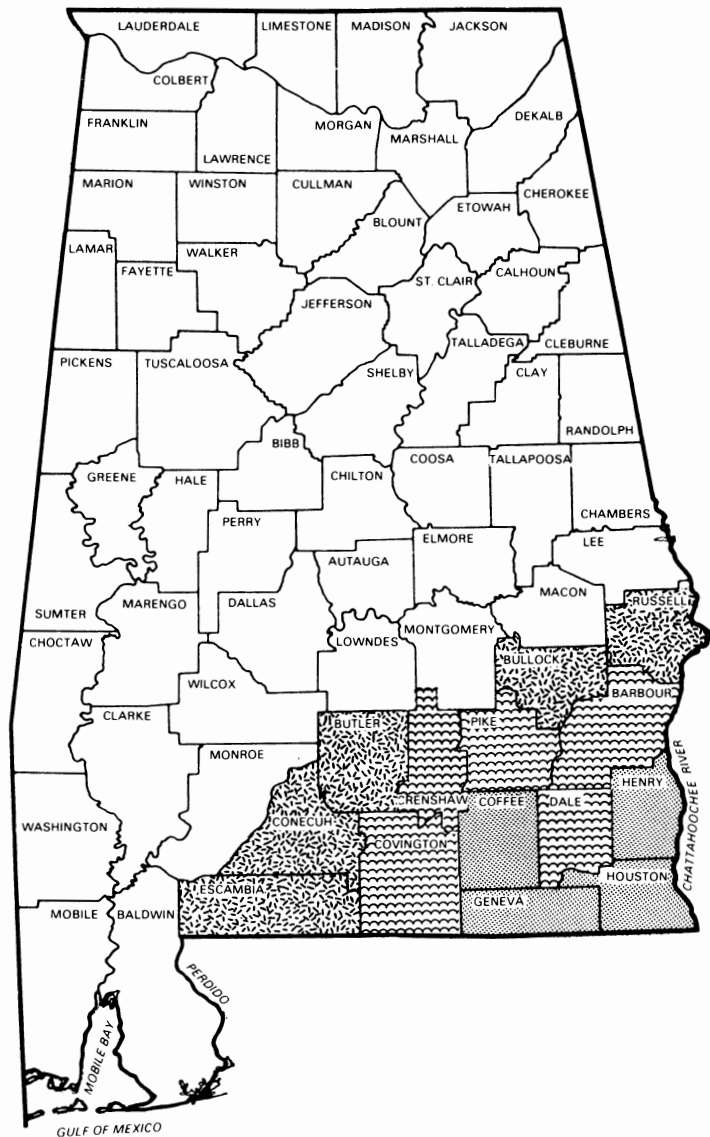 LAUDERDALE
LIMESTONE
MADISON
JACKSON
COLBERT
FRANKLIN
LAWRENCE
MORGAN
MARSHALL
DEKALB
MARION
WINSTON
CULLMAN
BLOUNT
ETOWAH
CHEROKEE
LAMAR
FAYETTE
WALKER
JEFFERSON
ST. CLAIR
CALHOUN
PICKENS
TUSCALOOSA
SHELBY
TALLADEGA
CLEBURNE
CLAY
RANDOLPH
GREENE
HALE
BIBB
CHILTON
COOSA
TALLAPOOSA
CHAMBERS
PERRY
AUTAUGA
ELMORE
LEE
SUMTER
MARENGO
DALLAS
MACON
RUSSELL
CHOCTAW
LOWNDES
MONTGOMERY
BULLOCK
WILCOX
BARBOUR
CLARKE
BUTLER
PIKE
MONROE
CRENSHAW
COFFEE
DALE
HENRY
WASHINGTON
CONECUH
COVINGTON
CHATTAHOOCHEE RIVER
ESCAMBIA
GENEVA
HOUSTON
MOBILE
BALDWIN
PERDIDO
MOBILE BAY
GULF OF MEXICO